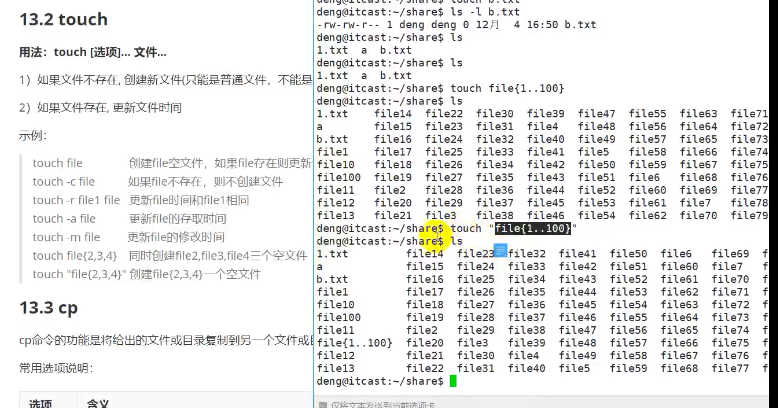 13.2 touch
用法：touch [选项]... 文件...
1）如果文件不存在, 创建新文件(只能是普通文件，不能是
2）如果文件存在, 更新文件时间
示例：
touch file 创建file空文件，如果file存在则更新
touch -c file 如果file不存在，则不创建文件
touch -r file1 file 更新file时间和file1相同
touch -a file 更新file的存取时间
touch -m file 更新file的修改时间
touch file{2,3,4} 同时创建file2,file3,file4三个空文件
touch "file{2,3,4}" 创建file{2,3,4}一个空文件
13.3 cp
cp命令的功能是将给出的文件或目录复制到另一个文件或
常用选项说明：
选项 含义
deng@itcast:~/share$ touch b.txt
deng@itcast:~/share$ ls -l b.txt
-rw-rw-r-- 1 deng deng 0 12月 4 16:50 b.txt
deng@itcast:~/share$ ls
1.txt a b.txt
deng@itcast:~/share$ ls
1.txt a b.txt
deng@itcast:~/share$ touch file{1..100}
deng@itcast:~/share$ ls
1.txt file14 file22 file30 file39 file47 file55 file63 file71
a file15 file23 file31 file4 file48 file56 file64 file72
b.txt file16 file24 file32 file40 file49 file57 file65 file73
file1 file17 file25 file33 file41 file5 file58 file66 file74
file10 file18 file26 file34 file42 file50 file59 file67 file75
file100 file19 file27 file35 file43 file51 file6 file68 file76
file11 file2 file28 file36 file44 file52 file60 file69 file77
file12 file20 file29 file37 file45 file53 file61 file7 file78
file13 file21 file3 file38 file46 file54 file62 file70 file79
deng@itcast:~/share$ touch "file{1..100}"
deng@itcast:~/share$ ls
1.txt file14 file23 file32 file41 file50 file6 file69 f
a file15 file24 file33 file42 file51 file60 file7 f
b.txt file16 file25 file34 file43 file52 file61 file70 f
file1 file17 file26 file35 file44 file53 file62 file71 f
file10 file18 file27 file36 file45 file54 file63 file72 f
file100 file19 file28 file37 file46 file55 file64 file73 f
file11 file2 file29 file38 file47 file56 file65 file74 f
file{1..100} file20 file3 file39 file48 file57 file66 file75 f
file12 file21 file30 file4 file49 file58 file67 file76 f
file13 file22 file31 file40 file5 file59 file68 file77 f
deng@itcast:~/share$
仅将文本发送到当前选项卡